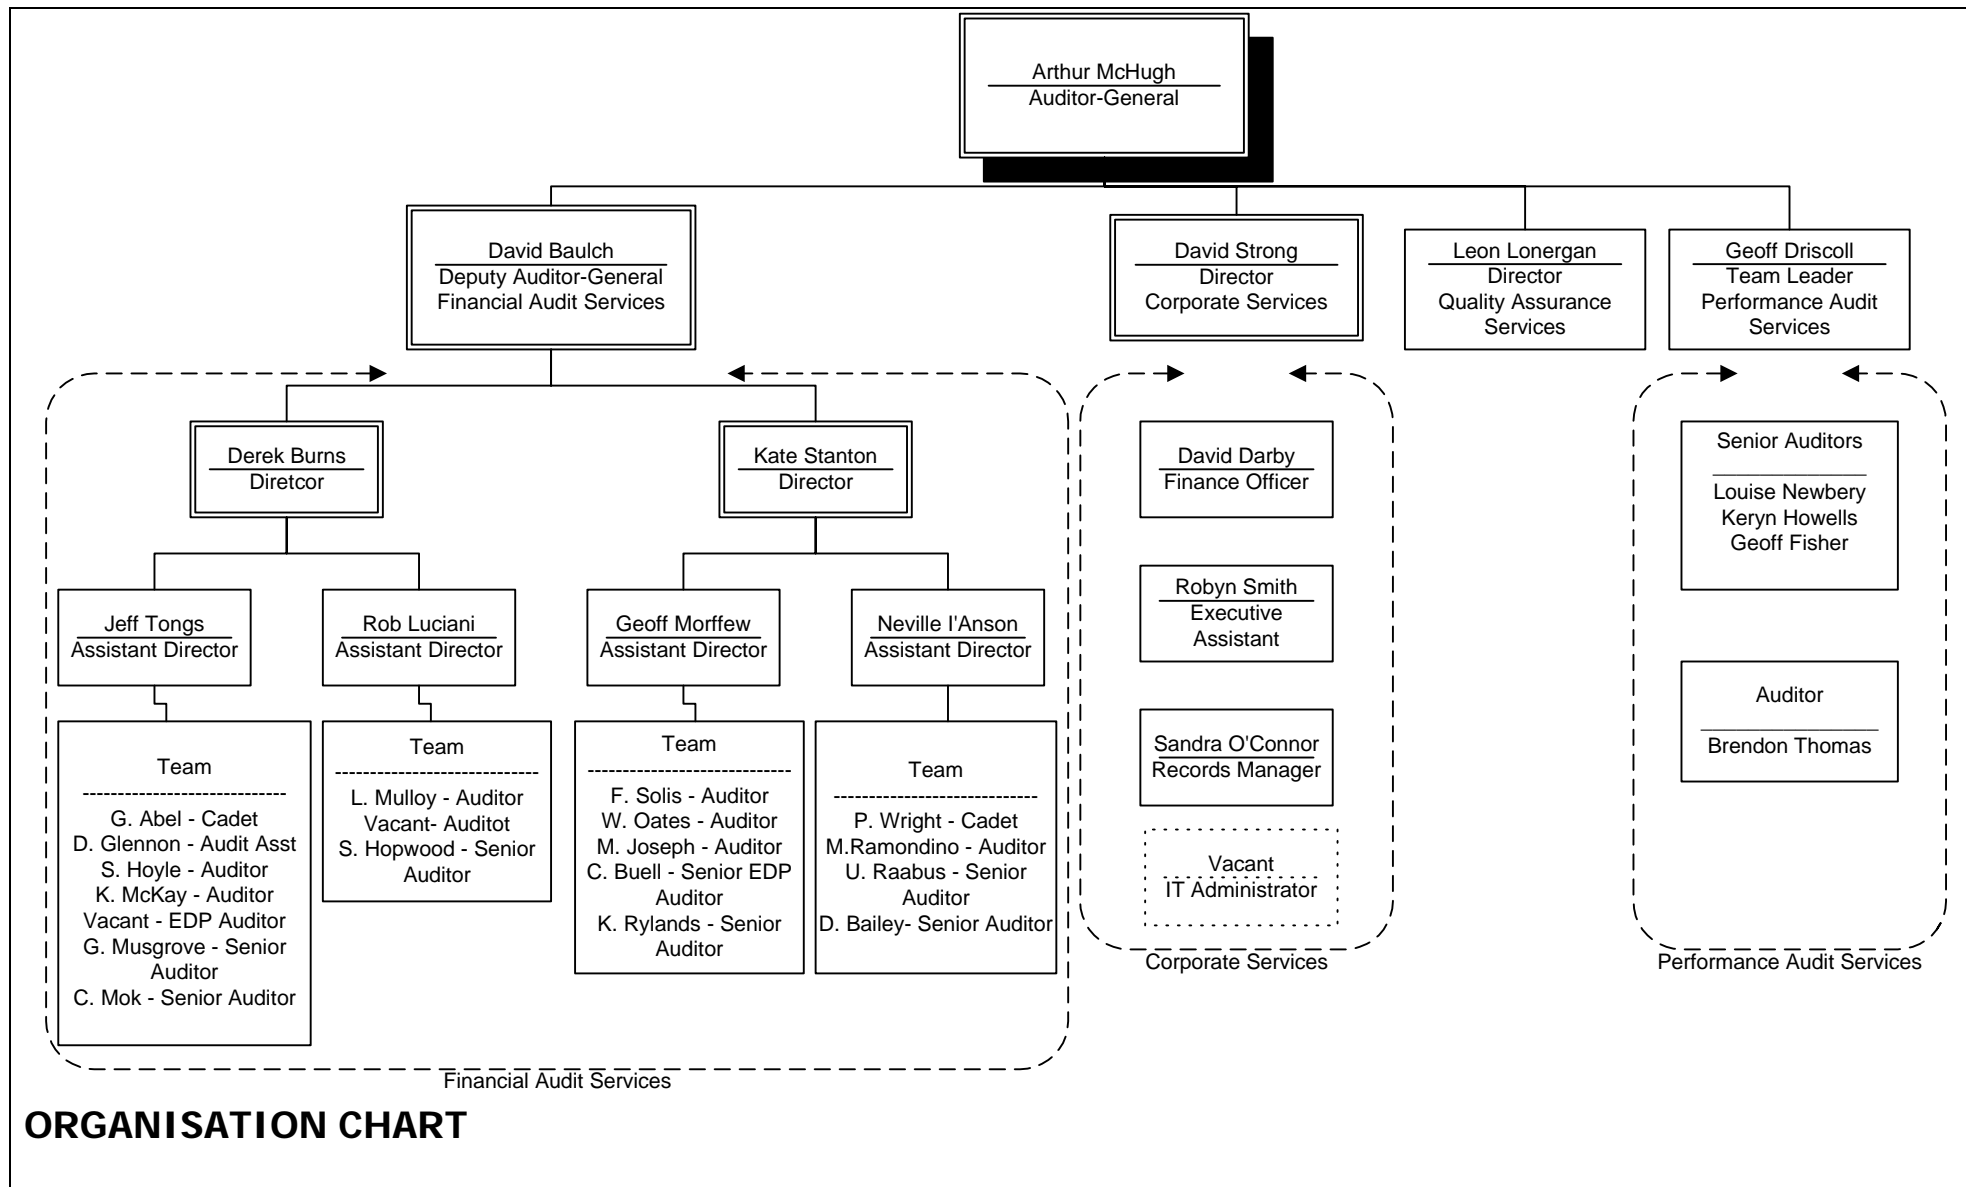 Arthur McHugh
Auditor-General
David Baulch
Deputy Auditor-General
Financial Audit Services
David Strong
Director
Corporate Services
Leon Lonergan
Director
Quality Assurance
Services
Geoff Driscoll
Team Leader
Performance Audit
Services
Derek Burns
Diretcor
Kate Stanton
Director
Jeff Tongs
Assistant Director
Rob Luciani
Assistant Director
Geoff Morffew
Assistant Director
Neville I'Anson
Assistant Director
Team
G. Abel - Cadet
D. Glennon - Audit Asst
S. Hoyle - Auditor
K. McKay - Auditor
Vacant - EDP Auditor
G. Musgrove - Senior
Auditor
C. Mok - Senior Auditor
Team
L. Mulloy - Auditor
Vacant- Auditot
S. Hopwood - Senior
Auditor
Team
F. Solis - Auditor
W. Oates - Auditor
M. Joseph - Auditor
C. Buell - Senior EDP
Auditor
K. Rylands - Senior
Auditor
Team
P. Wright - Cadet
M.Ramondino - Auditor
U. Raabus - Senior
Auditor
D. Bailey- Senior Auditor
Financial Audit Services
David Darby
Finance Officer
Robyn Smith
Executive
Assistant
Sandra O'Connor
Records Manager
Vacant
IT Administrator
Corporate Services
Senior Auditors
Louise Newbery
Keryn Howells
Geoff Fisher
Auditor
Brendon Thomas
Performance Audit Services
ORGANISATION CHART